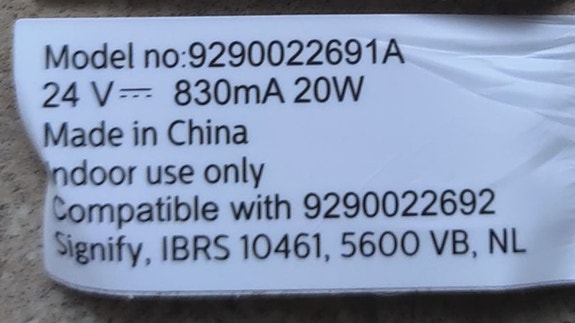 Model no:9290022691A
24 V⎓ 830mA 20W
Made in China
Indoor use only
Compatible with 9290022692
Signify, IBRS 10461, 5600 VB, NL